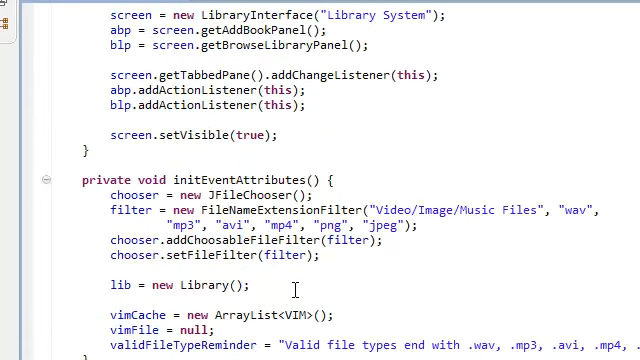 screen = new LibraryInterface("Library System");
abp = screen.getAddBookPanel();
blp = screen.getBrowseLibraryPanel();
screen.getTabbedPane().addChangeListener(this);
abp.addActionListener(this);
blp.addActionListener(this);
screen.setVisible(true);
}
private void initEventAttributes() {
chooser = new JFileChooser();
filter = new FileNameExtensionFilter("Video/Image/Music Files", "wav",
"mp3", "avi", "mp4", "png", "jpeg");
chooser.addChoosableFileFilter(filter);
chooser.setFileFilter(filter);
lib = new Library();
vimCache = new ArrayList<VIM>();
vimFile = null;
validFileTypeReminder = "Valid file types end with .wav, .mp3, .avi, .mp4, .
}